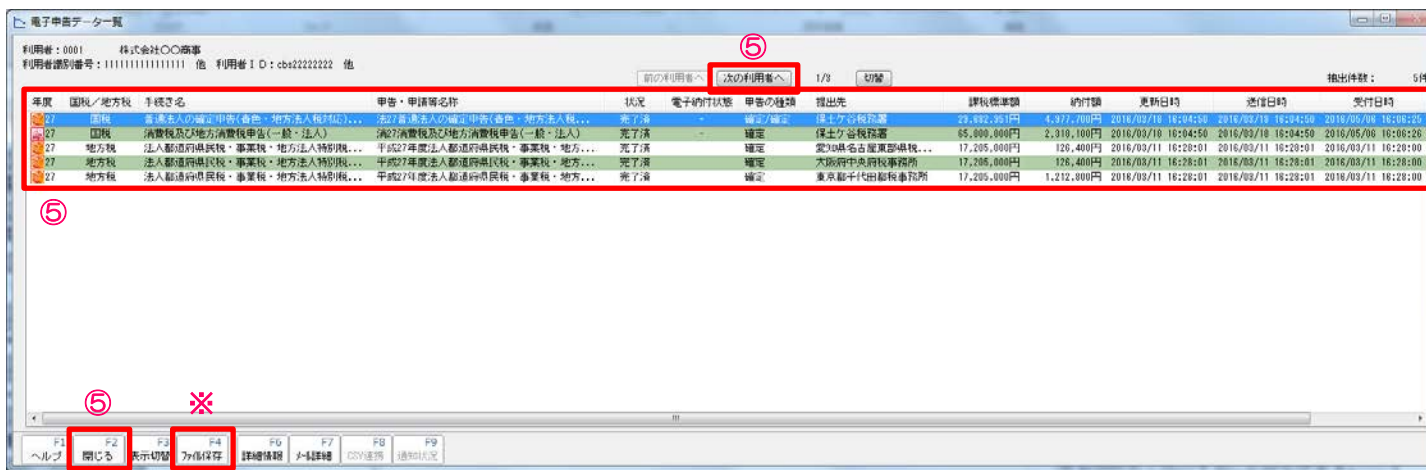 電子申告データ一覧
利用者:0001 株式会社〇〇商事
利用者識別番号:1111111111111111 他 利用者ID:cbs22222222 他
⑤
前の利用者へ 次の利用者へ 1/3 切替 抽出件数: 5件
年度 国税/地方税 手続き名 申告・申請等名称 状況 電子納付状態 申告の種類 提出先 課税標準額 納付額 更新日時 送信日時 受付日時
27 国税 普通法人の確定申告(青色・地方法人税対応)... 法27普通法人の確定申告(青色・地方法人税... 完了済 - 確定/確定 保土ケ谷税務署 29,682,351円 4,977,700円 2016/03/18 16:04:50 2016/03/18 16:04:50 2016/05/06 16:06:25
27 国税 消費税及び地方消費税申告(一般・法人) 消27消費税及び地方消費税申告(一般・法人) 完了済 - 確定 保土ケ谷税務署 65,000,000円 2,310,100円 2016/03/18 16:04:50 2016/03/18 16:04:50 2016/05/06 16:06:26
27 地方税 法人都道府県民税・事業税・地方法人特別税... 平成27年度法人都道府県民税・事業税・地方... 完了済 確定 愛知県名古屋東部県税... 17,205,000円 126,400円 2016/03/11 16:28:01 2016/03/11 16:28:01 2016/03/11 16:28:00
27 地方税 法人都道府県民税・事業税・地方法人特別税... 平成27年度法人都道府県民税・事業税・地方... 完了済 確定 大阪府中央府税事務所 17,205,000円 126,400円 2016/03/11 16:28:01 2016/03/11 16:28:01 2016/03/11 16:28:00
27 地方税 法人都道府県民税・事業税・地方法人特別税... 平成27年度法人都道府県民税・事業税・地方... 完了済 確定 東京都千代田都税事務所 17,205,000円 1,212,800円 2016/03/11 16:28:01 2016/03/11 16:28:01 2016/03/11 16:28:00
⑤
⑤ ※
F1 F2 F3 F4 F6 F7 F8 F9
ヘルプ 閉じる 表示切替 ファイル保存 詳細情報 メール詳細 CSV連携 通知状況